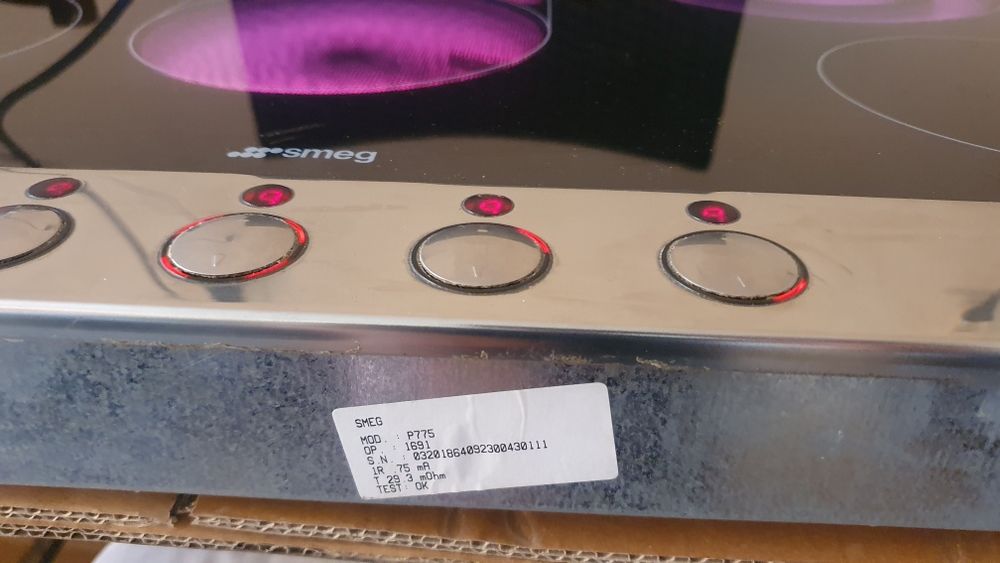 smeg
SMEG
MOD. : P775
OP. : 1691
S.N. : 03201864092300430111
IR .75 mA
T 29.3 mOhm
TEST: OK